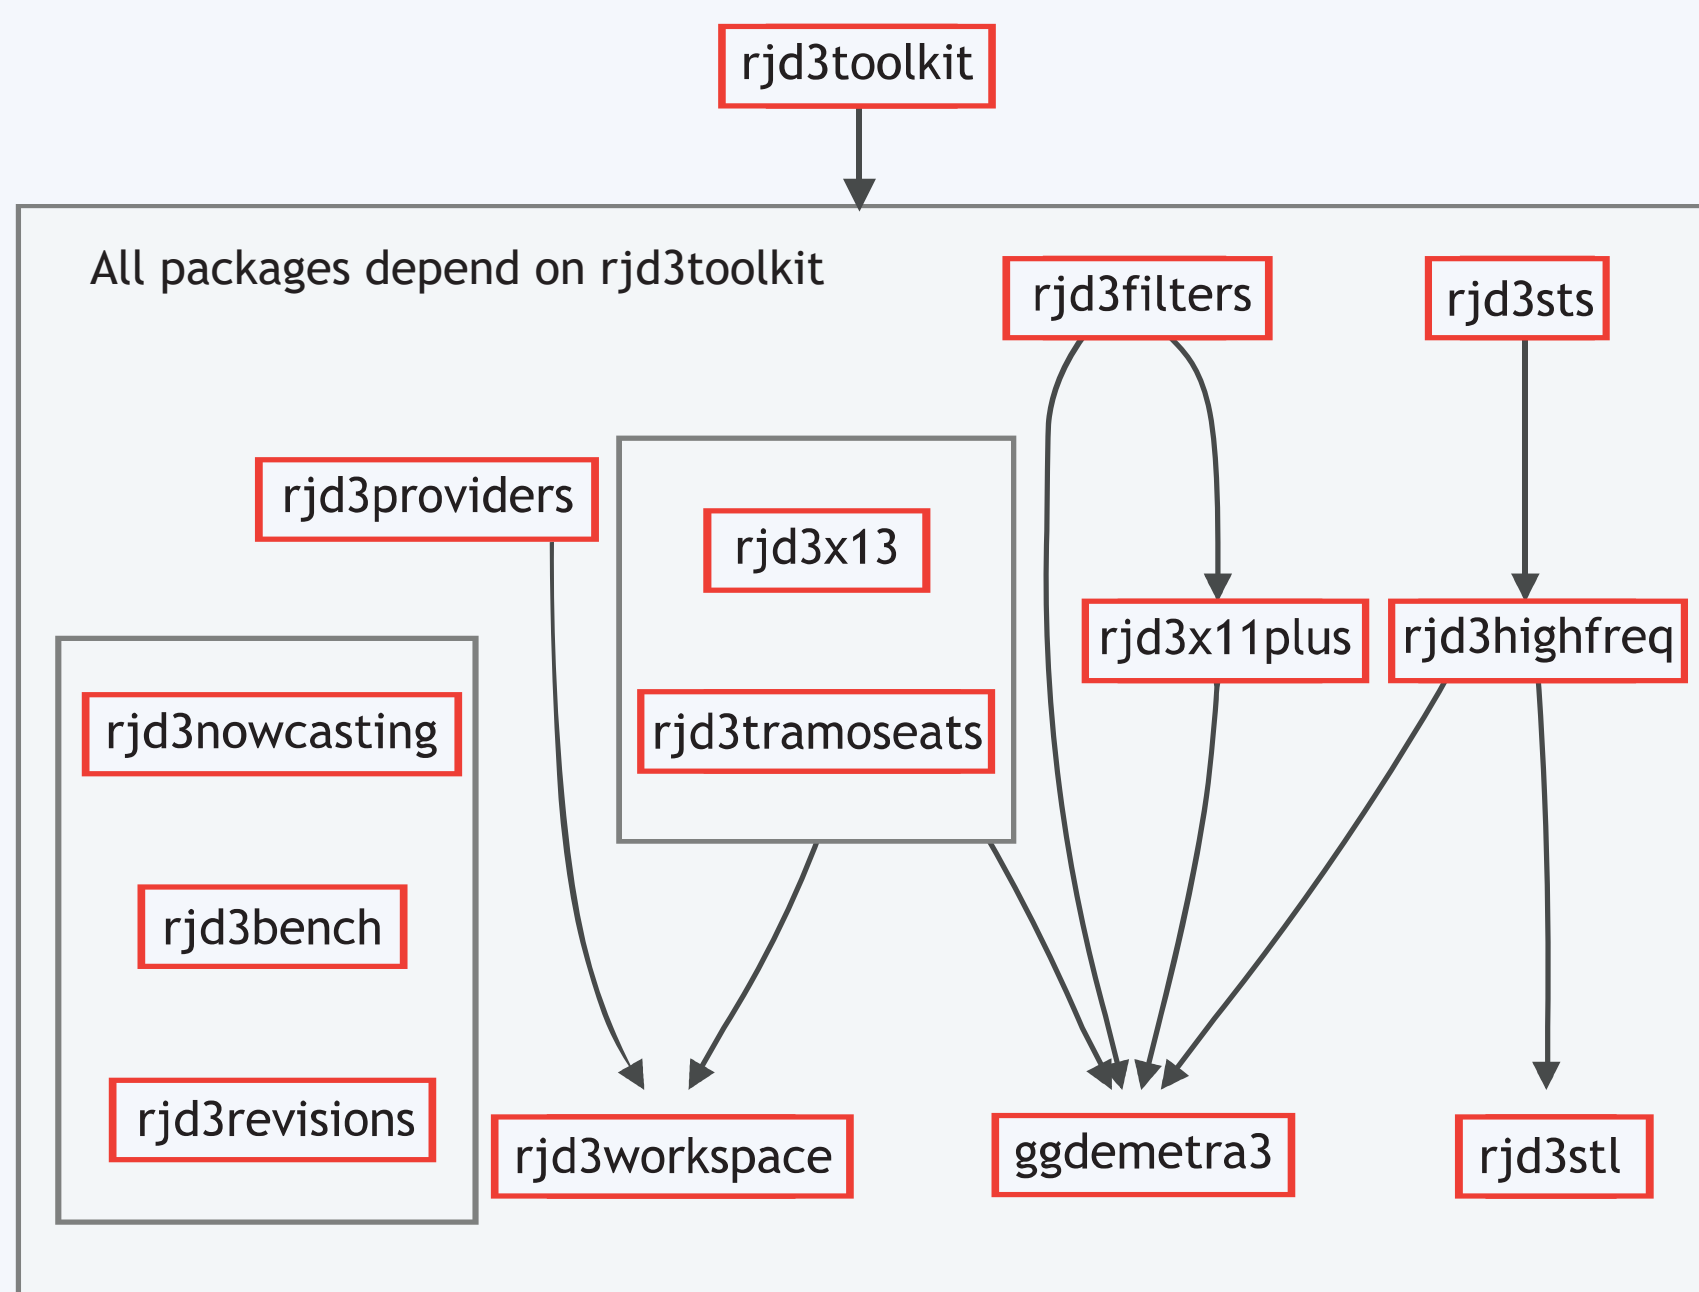 rjd3toolkit
All packages depend on rjd3toolkit
rjd3filters
rjd3sts
rjd3providers
rjd3x13
rjd3x11plus
rjd3highfreq
rjd3nowcasting
rjd3tramoseats
rjd3bench
rjd3revisions
rjd3workspace
ggdemetra3
rjd3stl